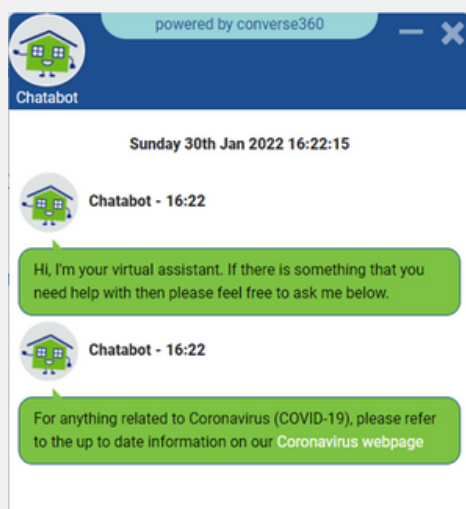 powered by converse360
Chatabot
Sunday 30th Jan 2022 16:22:15
Chatabot - 16:22
Hi, I'm your virtual assistant. If there is something that you
need help with then please feel free to ask me below.
Chatabot - 16:22
For anything related to Coronavirus (COVID-19), please refer
to the up to date information on our Coronavirus webpage